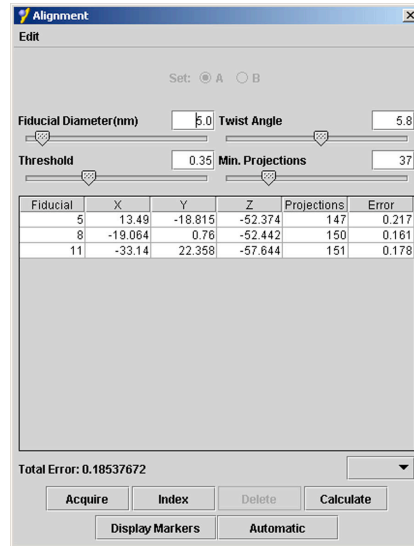 Alignment
Edit
Set: A B
Fiducial Diameter(nm) 5.0 Twist Angle 5.8
Threshold 0.35 Min. Projections 37
Fiducial X Y Z Projections Error
5 13.49 -18.815 -52.374 147 0.217
8 -19.064 0.76 -52.442 150 0.161
11 -33.14 22.358 -57.644 151 0.178
Total Error: 0.18537672
Acquire Index Delete Calculate
Display Markers Automatic